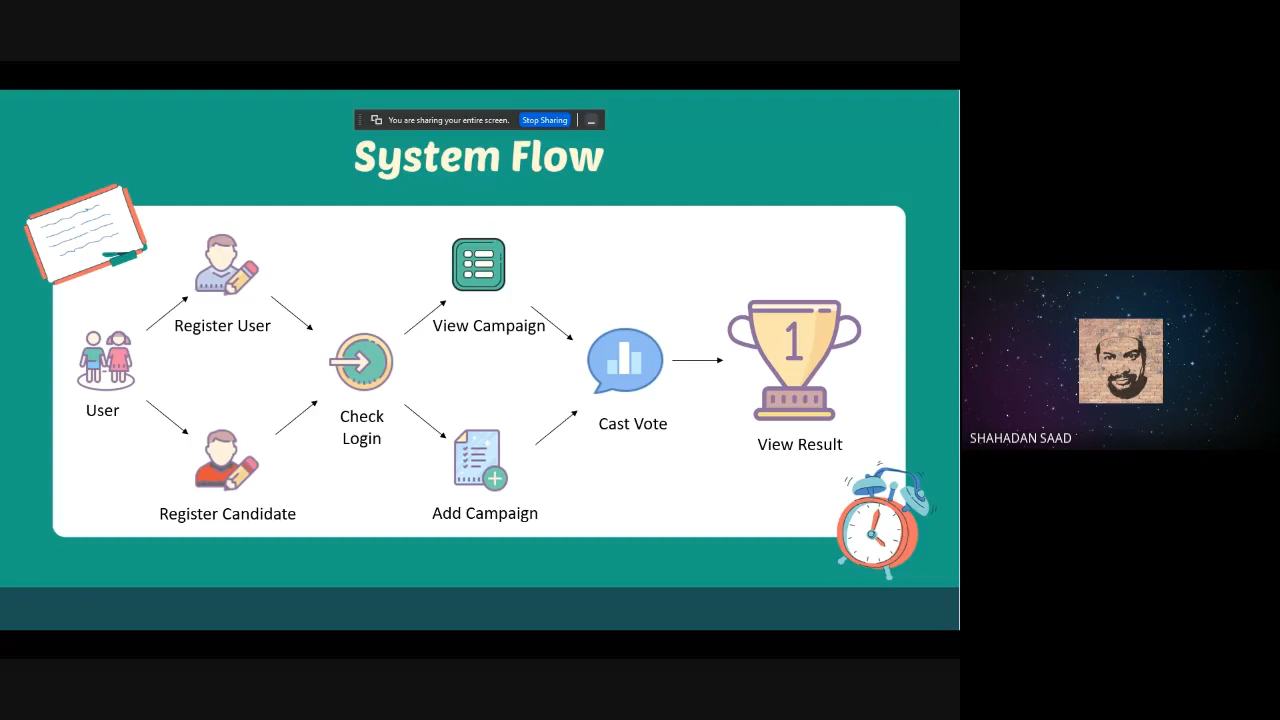 You are sharing your entire screen.
Stop Sharing
System Flow
Register User
View Campaign
1
User
Check
Login
Cast Vote
View Result
Register Candidate
Add Campaign
SHAHADAN SAAD